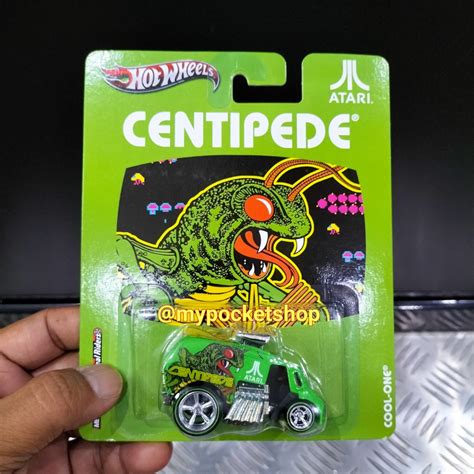 HOT WHEELS
ATARI®
CENTIPEDE®
@mypocketshop
CENTIPEDE
ATARI
COOL-ONE®